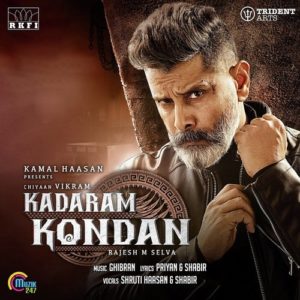 RKFI
TRIDENT
ARTS
KAMAL HAASAN
PRESENTS
CHIYAAN VIKRAM
KADARAM
KONDAN
RAJESH M SELVA
MUSIC GHIBRAN LYRICS PRIYAN & SHABIR
VOCALS SHRUTI HAASAN & SHABIR
MUZIK
247